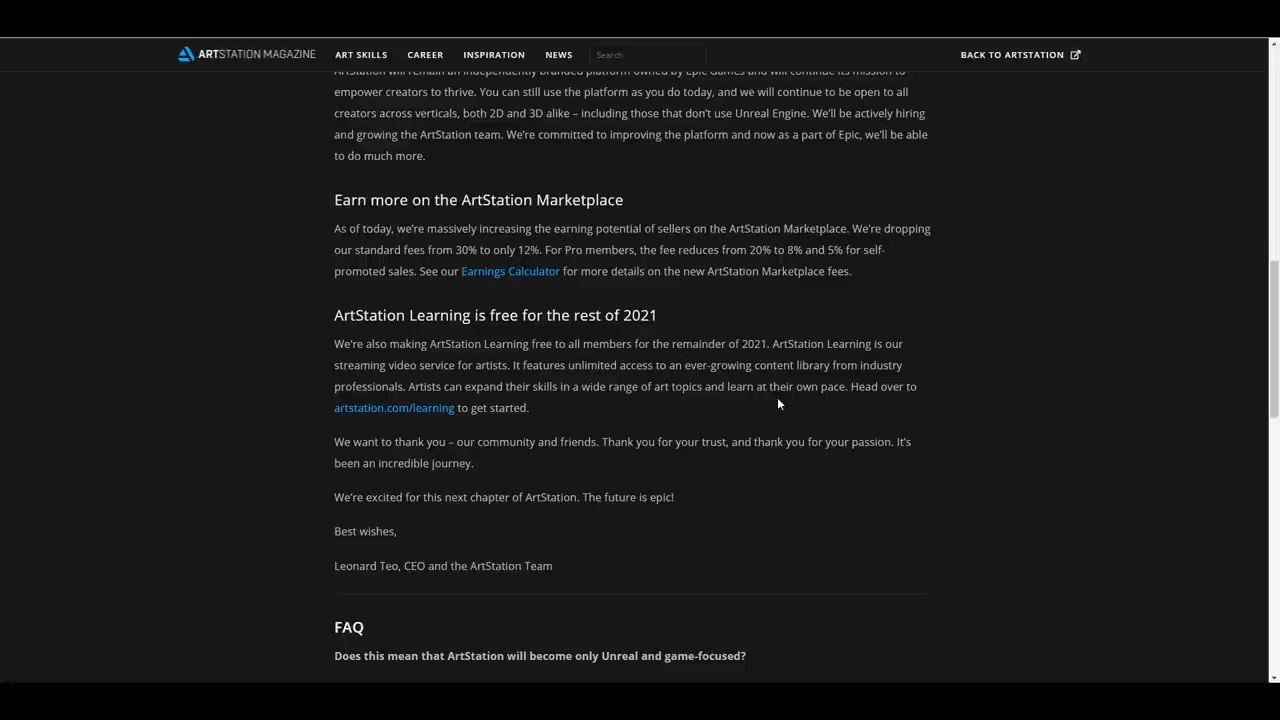 ARTSTATION MAGAZINE ART SKILLS CAREER INSPIRATION NEWS Search BACK TO ARTSTATION
ArtStation will remain an independently branded platform owned by Epic Games and will continue its mission to
empower creators to thrive. You can still use the platform as you do today, and we will continue to be open to all
creators across verticals, both 2D and 3D alike – including those that don't use Unreal Engine. We'll be actively hiring
and growing the ArtStation team. We're committed to improving the platform and now as a part of Epic, we'll be able
to do much more.
Earn more on the ArtStation Marketplace
As of today, we're massively increasing the earning potential of sellers on the ArtStation Marketplace. We're dropping
our standard fees from 30% to only 12%. For Pro members, the fee reduces from 20% to 8% and 5% for self-
promoted sales. See our Earnings Calculator for more details on the new ArtStation Marketplace fees.
ArtStation Learning is free for the rest of 2021
We're also making ArtStation Learning free to all members for the remainder of 2021. ArtStation Learning is our
streaming video service for artists. It features unlimited access to an ever-growing content library from industry
professionals. Artists can expand their skills in a wide range of art topics and learn at their own pace. Head over to
artstation.com/learning to get started.
We want to thank you – our community and friends. Thank you for your trust, and thank you for your passion. It's
been an incredible journey.
We're excited for this next chapter of ArtStation. The future is epic!
Best wishes,
Leonard Teo, CEO and the ArtStation Team
FAQ
Does this mean that ArtStation will become only Unreal and game-focused?